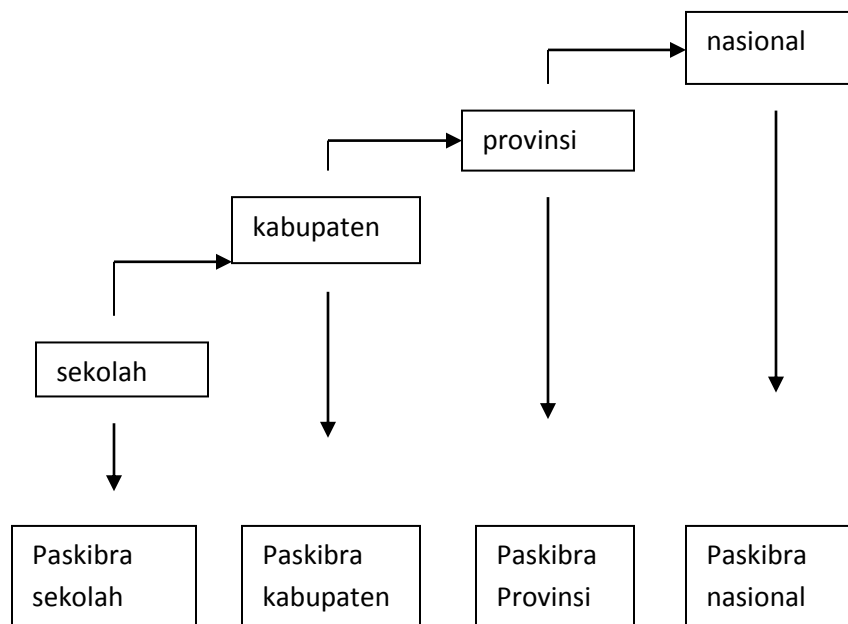 nasional
provinsi
kabupaten
sekolah
Paskibra
sekolah
Paskibra
kabupaten
Paskibra
Provinsi
Paskibra
nasional